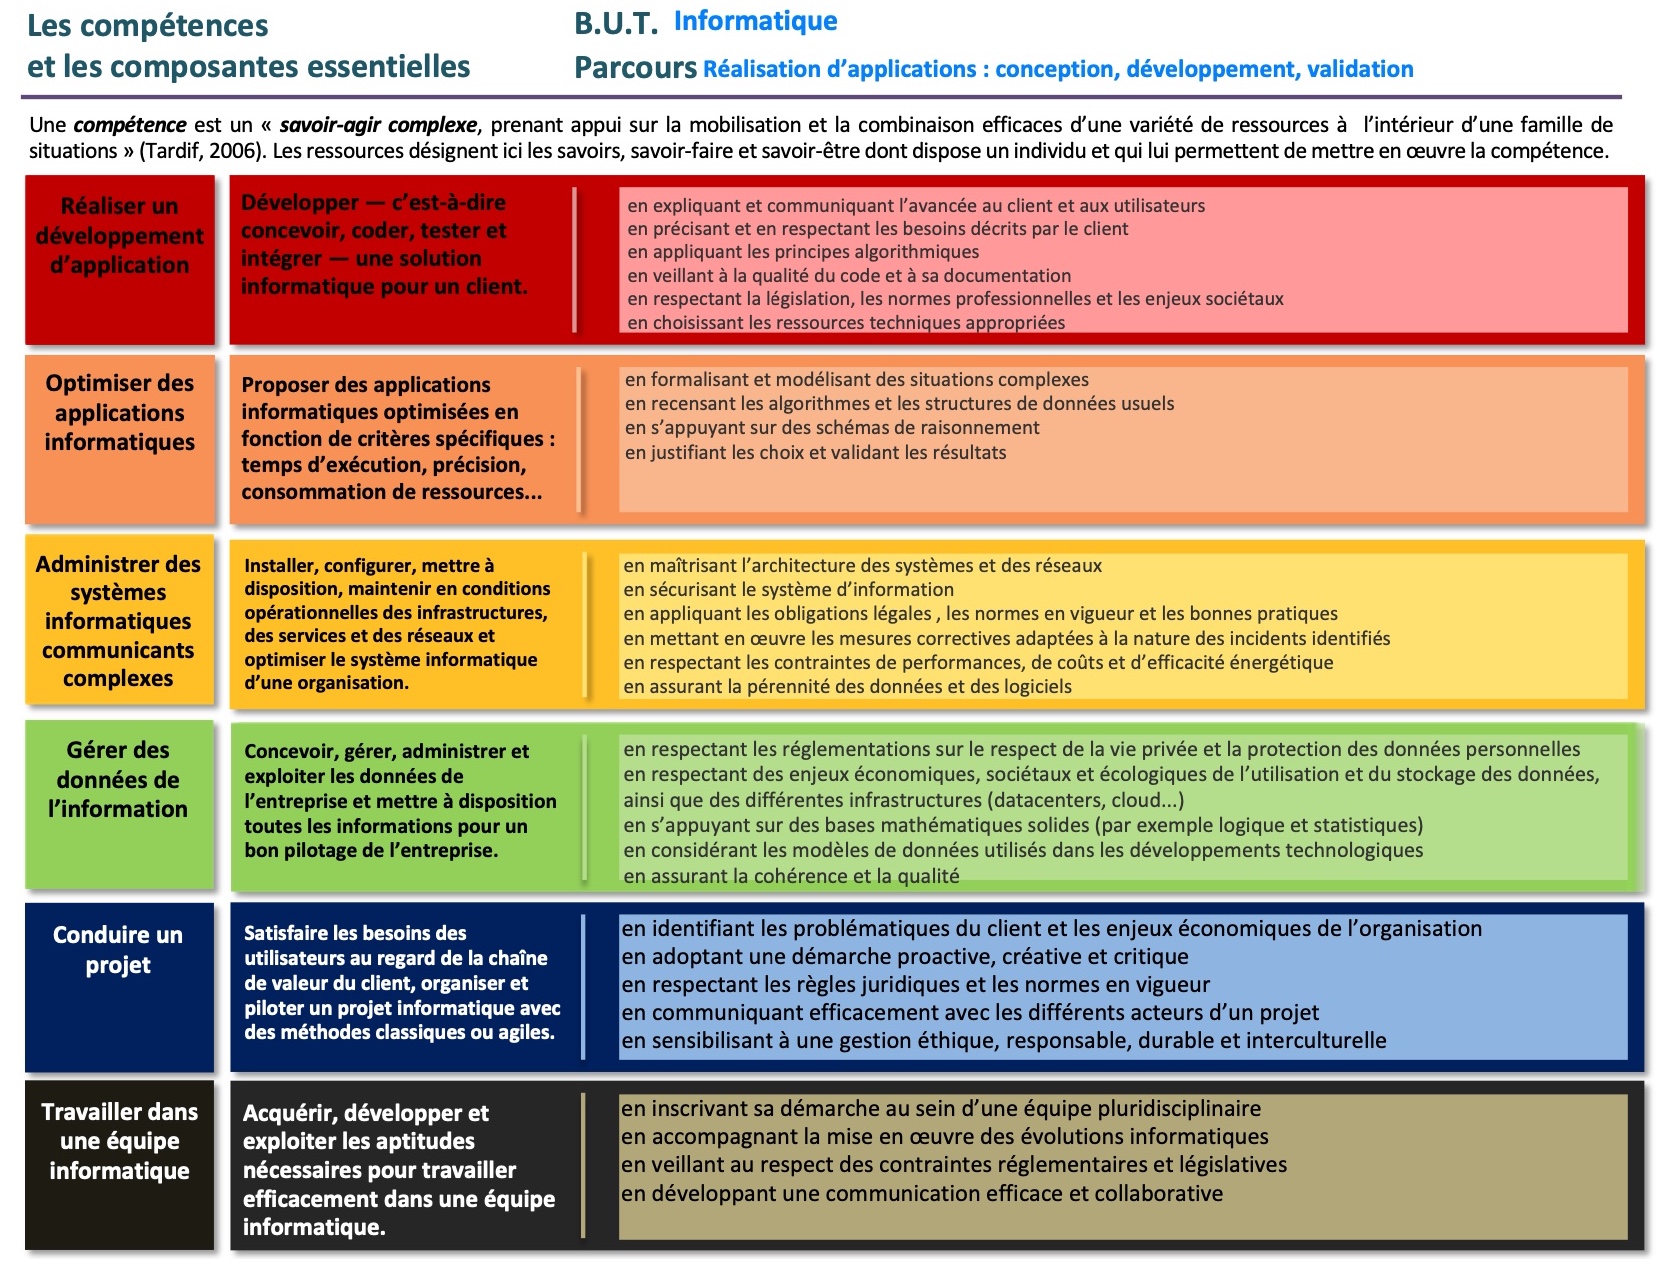 Les compétences
et les composantes essentielles
B.U.T. Informatique
Parcours Réalisation d'applications : conception, développement, validation
Une compétence est un « savoir-agir complexe, prenant appui sur la mobilisation et la combinaison efficaces d'une variété de ressources à l'intérieur d'une famille de
situations » (Tardif, 2006). Les ressources désignent ici les savoirs, savoir-faire et savoir-être dont dispose un individu et qui lui permettent de mettre en œuvre la compétence.
Réaliser un
développement
d'application
Développer — c'est-à-dire
concevoir, coder, tester et
intégrer — une solution
informatique pour un client.
en expliquant et communiquant l'avancée au client et aux utilisateurs
en précisant et en respectant les besoins décrits par le client
en appliquant les principes algorithmiques
en veillant à la qualité du code et à sa documentation
en respectant la législation, les normes professionnelles et les enjeux sociétaux
en choisissant les ressources techniques appropriées
Optimiser des
applications
informatiques
Proposer des applications
informatiques optimisées en
fonction de critères spécifiques :
temps d'exécution, précision,
consommation de ressources...
en formalisant et modélisant des situations complexes
en recensant les algorithmes et les structures de données usuels
en s'appuyant sur des schémas de raisonnement
en justifiant les choix et validant les résultats
Administrer des
systèmes
informatiques
communicants
complexes
Installer, configurer, mettre à
disposition, maintenir en conditions
opérationnelles des infrastructures,
des services et des réseaux et
optimiser le système informatique
d'une organisation.
en maîtrisant l'architecture des systèmes et des réseaux
en sécurisant le système d'information
en appliquant les obligations légales , les normes en vigueur et les bonnes pratiques
en mettant en œuvre les mesures correctives adaptées à la nature des incidents identifiés
en respectant les contraintes de performances, de coûts et d'efficacité énergétique
en assurant la pérennité des données et des logiciels
Gérer des
données de
l'information
Concevoir, gérer, administrer et
exploiter les données de
l'entreprise et mettre à disposition
toutes les informations pour un
bon pilotage de l'entreprise.
en respectant les réglementations sur le respect de la vie privée et la protection des données personnelles
en respectant des enjeux économiques, sociétaux et écologiques de l'utilisation et du stockage des données,
ainsi que des différentes infrastructures (datacenters, cloud...)
en s'appuyant sur des bases mathématiques solides (par exemple logique et statistiques)
en considérant les modèles de données utilisés dans les développements technologiques
en assurant la cohérence et la qualité
Conduire un
projet
Satisfaire les besoins des
utilisateurs au regard de la chaîne
de valeur du client, organiser et
piloter un projet informatique avec
des méthodes classiques ou agiles.
en identifiant les problématiques du client et les enjeux économiques de l'organisation
en adoptant une démarche proactive, créative et critique
en respectant les règles juridiques et les normes en vigueur
en communiquant efficacement avec les différents acteurs d'un projet
en sensibilisant à une gestion éthique, responsable, durable et interculturelle
Travailler dans
une équipe
informatique
Acquérir, développer et
exploiter les aptitudes
nécessaires pour travailler
efficacement dans une équipe
informatique.
en inscrivant sa démarche au sein d'une équipe pluridisciplinaire
en accompagnant la mise en œuvre des évolutions informatiques
en veillant au respect des contraintes réglementaires et législatives
en développant une communication efficace et collaborative